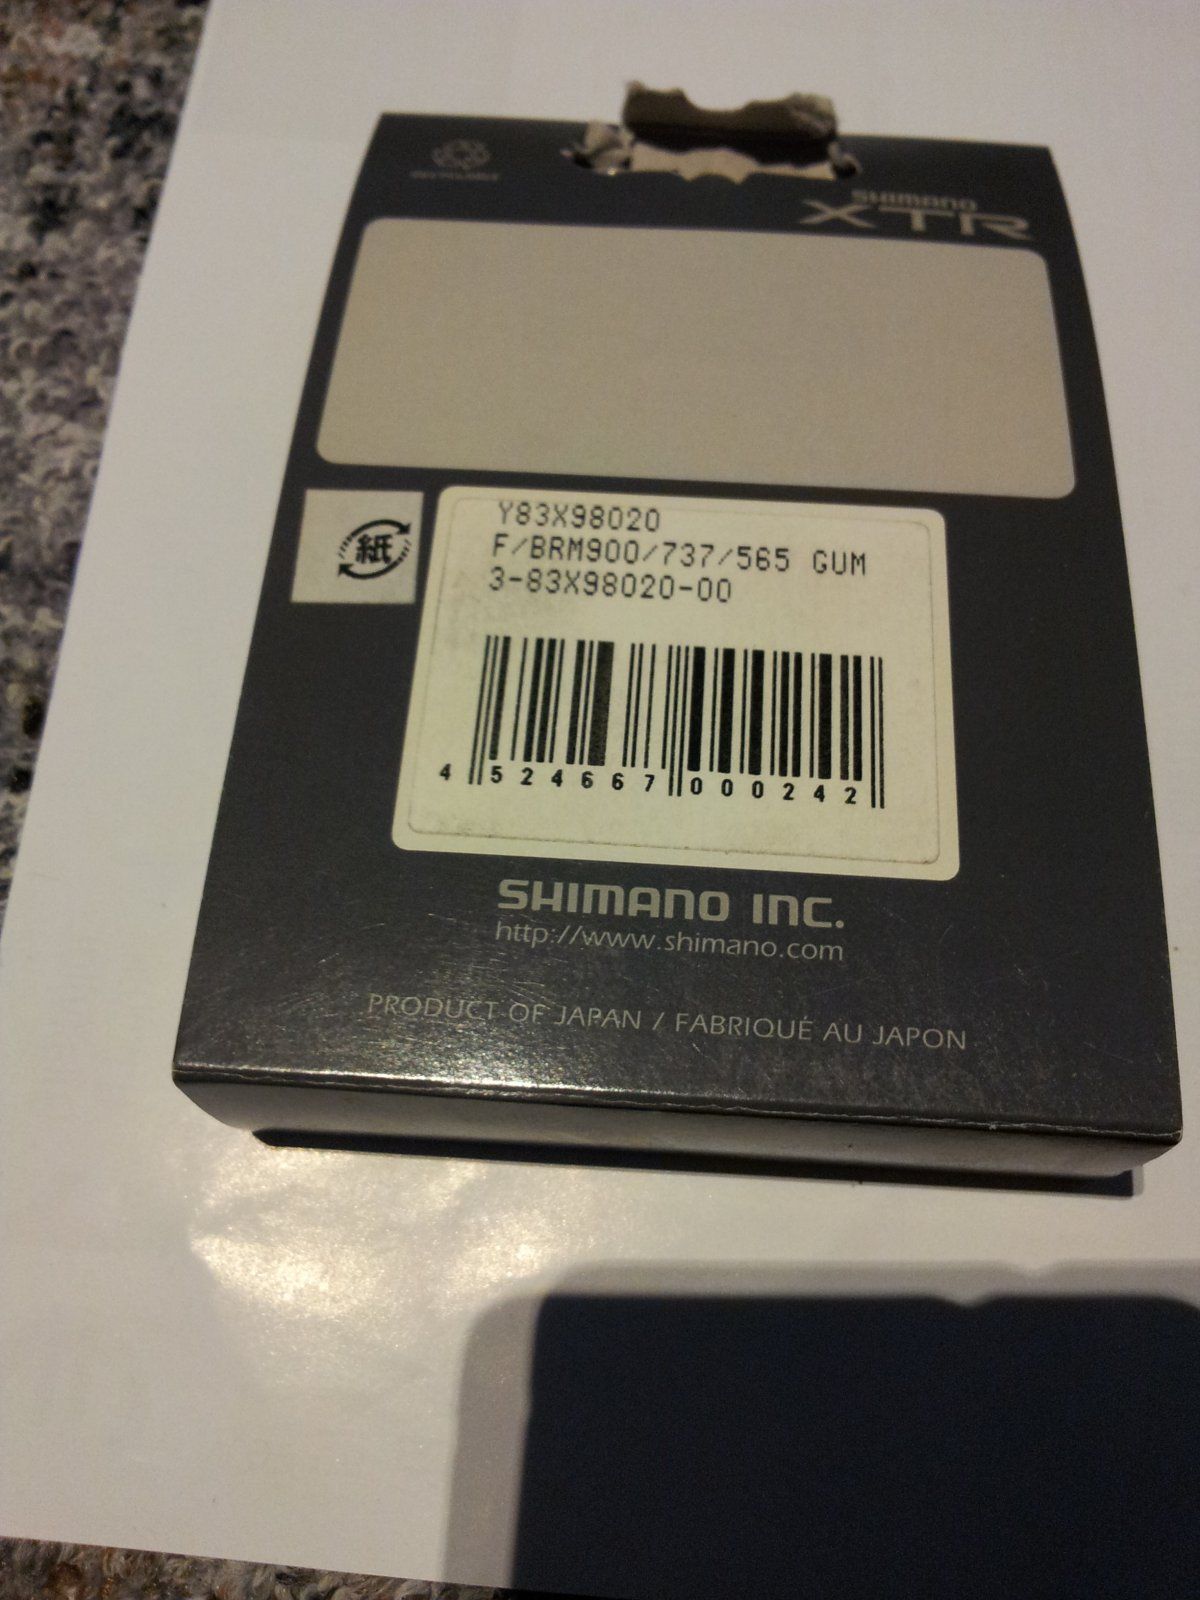 RECYCLABLE
SHIMANO
XTR
Y83X98020
F/BRM900/737/565 GUM
3-83X98020-00
紙
4 524667 000242
SHIMANO INC.
http://www.shimano.com
PRODUCT OF JAPAN / FABRIQUÉ AU JAPON